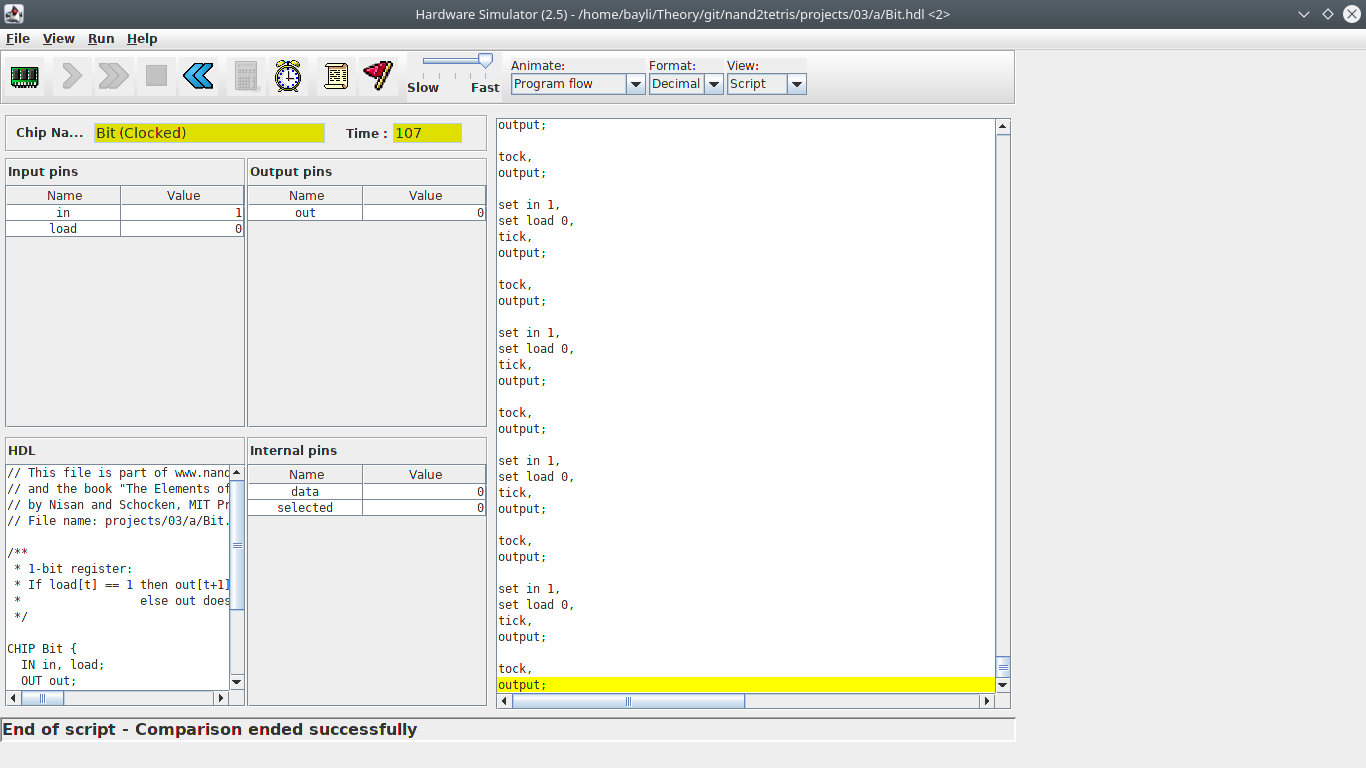 Hardware Simulator (2.5) - /home/bayli/Theory/git/nand2tetris/projects/03/a/Bit.hdl <2>
File View Run Help
Slow Fast
Animate: Format: View:
Program flow Decimal Script
Chip Na... Bit (Clocked) Time : 107
Input pins
Name Value
in 1
load 0
Output pins
Name Value
out 0
HDL
// This file is part of www.nand
// and the book "The Elements of
// by Nisan and Schocken, MIT Pr
// File name: projects/03/a/Bit.
/**
* 1-bit register:
* If load[t] == 1 then out[t+1]
* else out does
*/
CHIP Bit {
IN in, load;
OUT out;
Internal pins
Name Value
data 0
selected 0
output;
tock,
output;
set in 1,
set load 0,
tick,
output;
tock,
output;
set in 1,
set load 0,
tick,
output;
tock,
output;
set in 1,
set load 0,
tick,
output;
tock,
output;
set in 1,
set load 0,
tick,
output;
tock,
output;
End of script - Comparison ended successfully